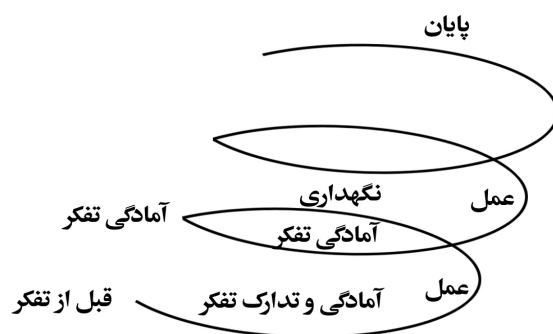 پایان
نگهداری
عمل
آمادگی تفکر
آمادگی تفکر
عمل
آمادگی و تدارک تفکر
قبل از تفکر